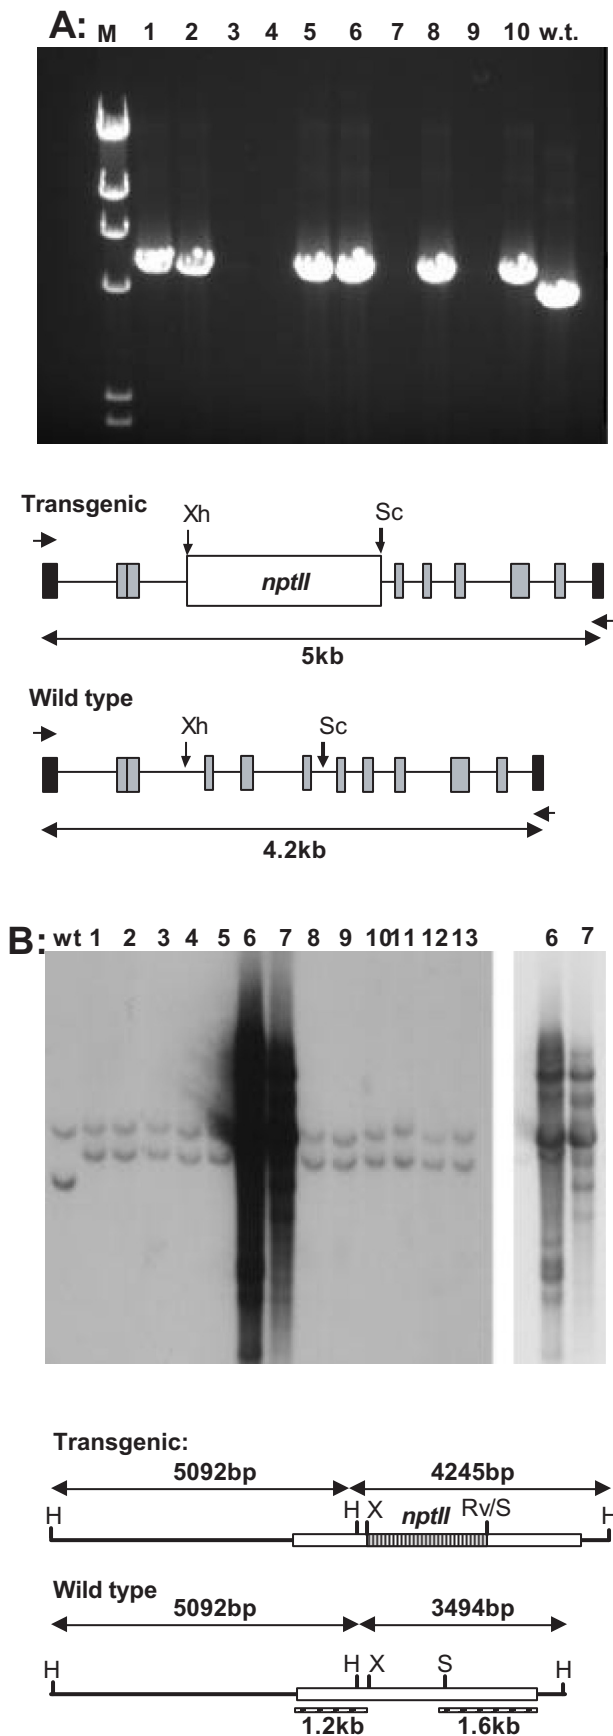 A: M 1 2 3 4 5 6 7 8 9 10 w.t.
Transgenic
Xh Sc
nptII
5kb
Wild type
Xh Sc
4.2kb
B: wt 1 2 3 4 5 6 7 8 9 10 11 12 13 6 7
Transgenic:
5092bp 4245bp
H H X nptII Rv/S H
Wild type
5092bp 3494bp
H H X S H
1.2kb 1.6kb